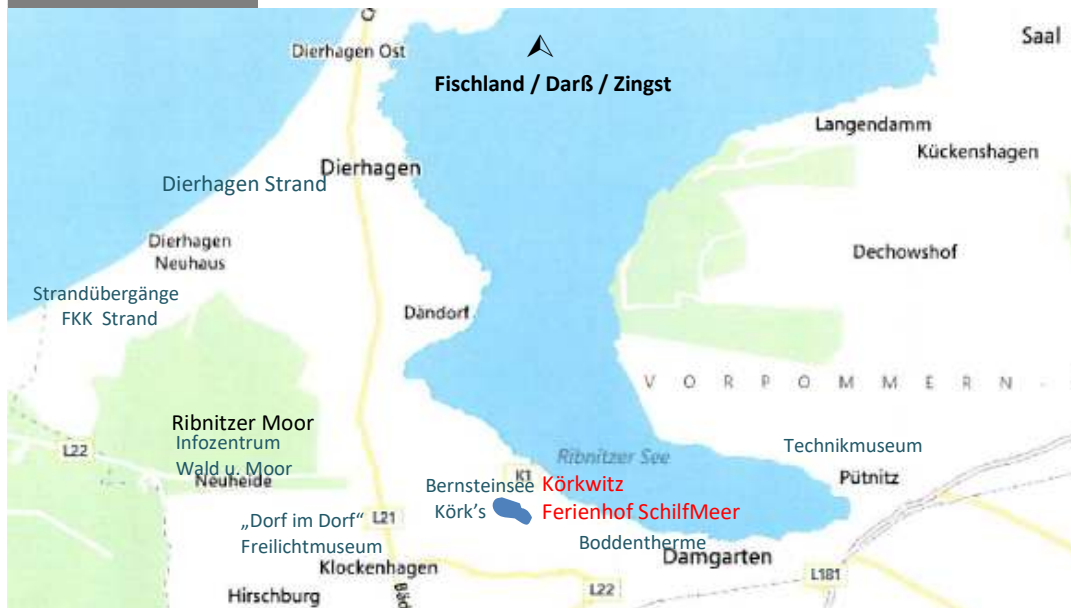 Dierhagen Ost
Fischland / Darß / Zingst
Saal
Langendamm
Kückenshagen
Dierhagen
Dierhagen Strand
Dierhagen
Neuhaus
Dechowshof
Strandübergänge
FKK Strand
Dändorf
V O R P O M M E R N -
Ribnitzer Moor
Infozentrum
Wald u. Moor
L22
Neuheide
Ribnitzer See
Technikmuseum
Pütnitz
K1
Bernsteinsee
Körk's
Körkwitz
Ferienhof SchilfMeer
„Dorf im Dorf“
Freilichtmuseum
L21
Boddentherme
Damgarten
Klockenhagen
Hirschburg
Bäd
L22
L181